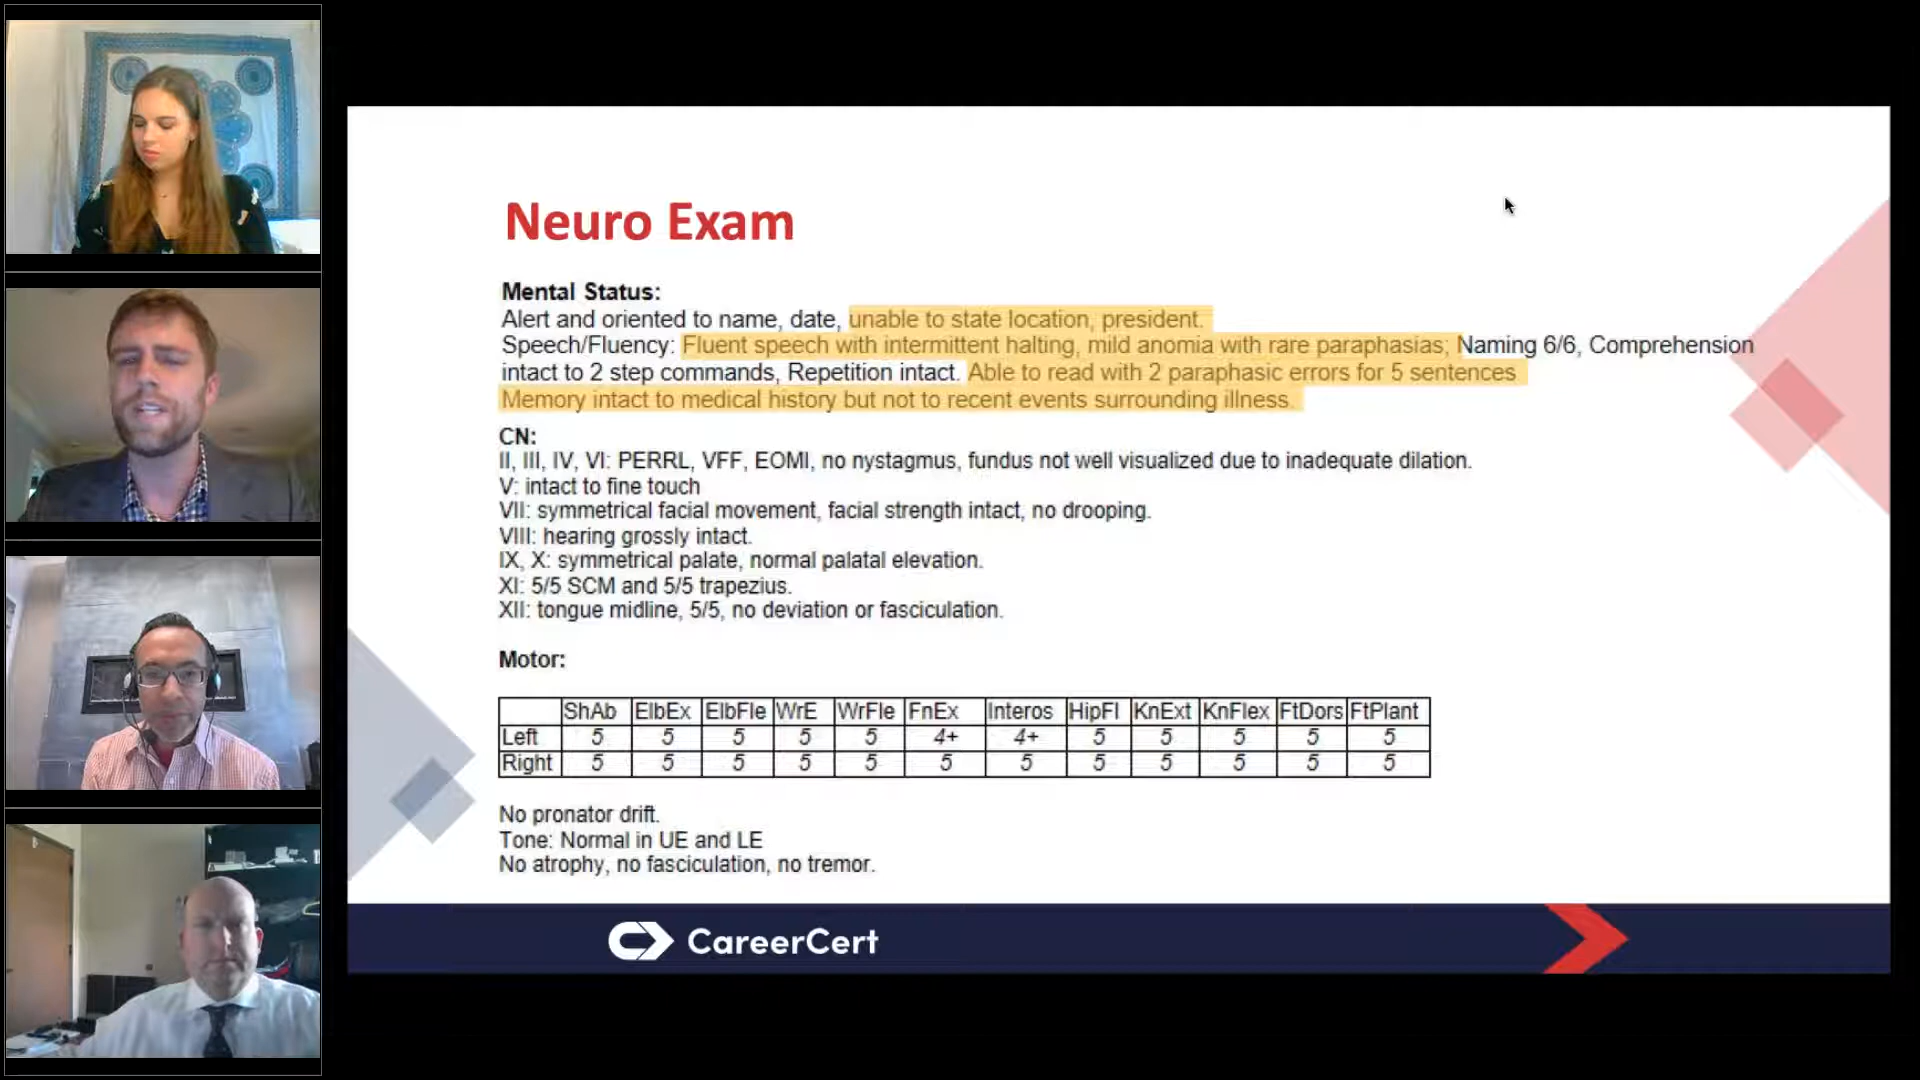 Neuro Exam
Mental Status:
Alert and oriented to name, date, unable to state location, president.
Speech/Fluency: Fluent speech with intermittent halting, mild anomia with rare paraphasias; Naming 6/6, Comprehension
intact to 2 step commands, Repetition intact. Able to read with 2 paraphasic errors for 5 sentences
Memory intact to medical history but not to recent events surrounding illness.
CN:
II, III, IV, VI: PERRL, VFF, EOMI, no nystagmus, fundus not well visualized due to inadequate dilation.
V: intact to fine touch
VII: symmetrical facial movement, facial strength intact, no drooping.
VIII: hearing grossly intact.
IX, X: symmetrical palate, normal palatal elevation.
XI: 5/5 SCM and 5/5 trapezius.
XII: tongue midline, 5/5, no deviation or fasciculation.
Motor:
ShAb ElbEx ElbFle WrE WrFle FnEx Interos HipFl KnExt KnFlex FtDors FtPlant
Left 5 5 5 5 5 4+ 4+ 5 5 5 5 5
Right 5 5 5 5 5 5 5 5 5 5 5 5
No pronator drift.
Tone: Normal in UE and LE
No atrophy, no fasciculation, no tremor.
CareerCert